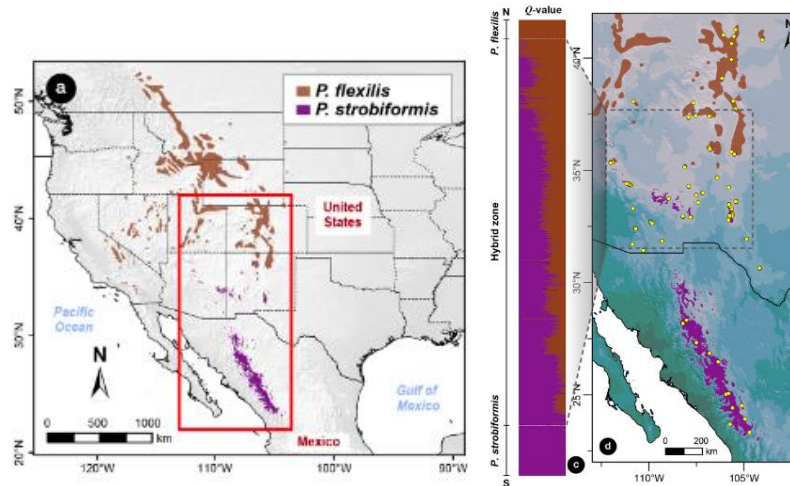 a
P. flexilis
P. strobiformis
United
States
Pacific
Ocean
Gulf of
Mexico
Mexico
N
0 500 1000
km
50°N
40°N
30°N
20°N
120°W 110°W 100°W 90°W
N
Q-value
P. flexilis
Hybrid zone
P. strobiformis
S
c
N
40°N
35°N
30°N
25°N
d
0 200
km
110°W 105°W